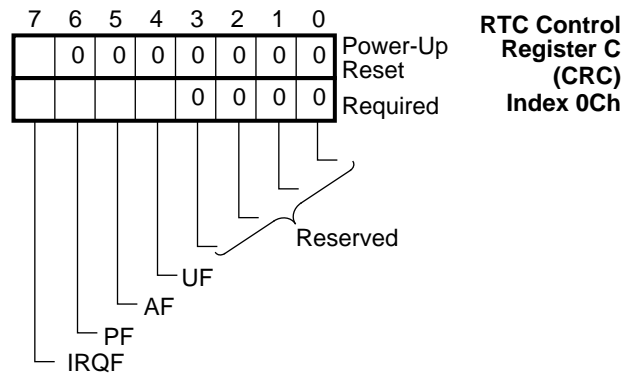 7 6 5 4 3 2 1 0
RTC Control
Register C
(CRC)
Index 0Ch
0 0 0 0 0 0 0
Power-Up
Reset
0 0 0 0
Required
Reserved
UF
AF
PF
IRQF